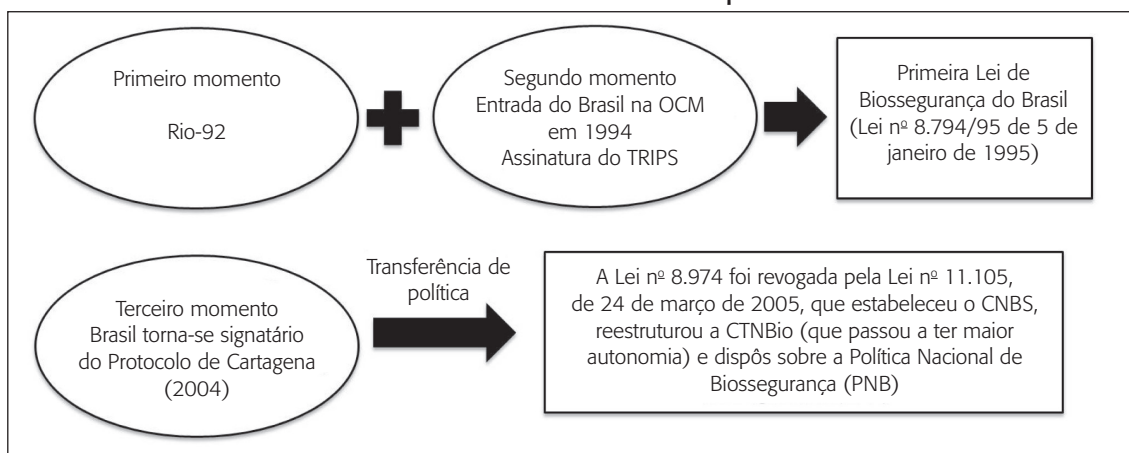 Primeiro momento
Rio-92
Segundo momento
Entrada do Brasil na OCM
em 1994
Assinatura do TRIPS
Primeira Lei de
Biossegurança do Brasil
(Lei nº 8.794/95 de 5 de
janeiro de 1995)
Terceiro momento
Brasil torna-se signatário
do Protocolo de Cartagena
(2004)
Transferência de
política
A Lei nº 8.974 foi revogada pela Lei nº 11.105,
de 24 de março de 2005, que estabeleceu o CNBS,
reestruturou a CTNBio (que passou a ter maior
autonomia) e dispôs sobre a Política Nacional de
Biossegurança (PNB)